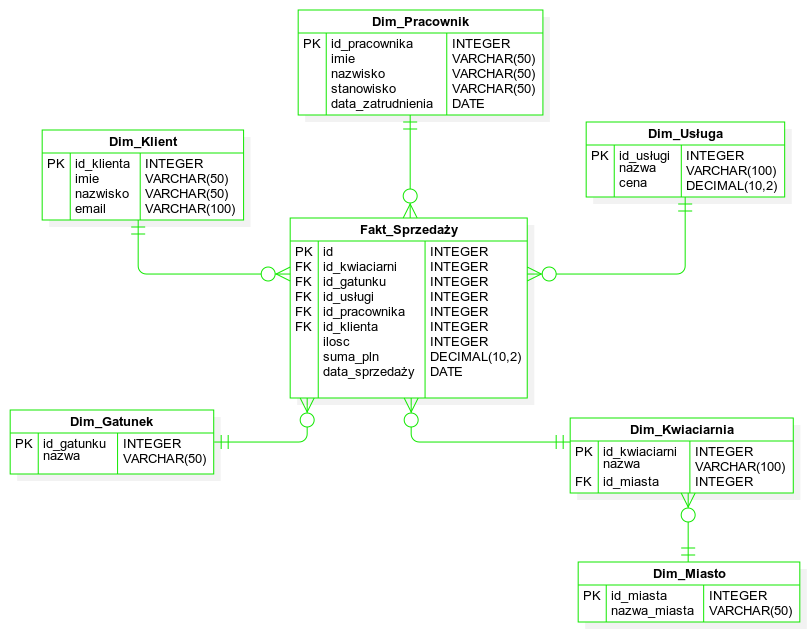 Dim_Pracownik
PK id_pracownika INTEGER
imie VARCHAR(50)
nazwisko VARCHAR(50)
stanowisko VARCHAR(50)
data_zatrudnienia DATE
Dim_Klient
PK id_klienta INTEGER
imie VARCHAR(50)
nazwisko VARCHAR(50)
email VARCHAR(100)
Dim_Usługa
PK id_usługi INTEGER
nazwa VARCHAR(100)
cena DECIMAL(10,2)
Fakt_Sprzedaży
PK id INTEGER
FK id_kwiaciarni INTEGER
FK id_gatunku INTEGER
FK id_usługi INTEGER
FK id_pracownika INTEGER
FK id_klienta INTEGER
ilosc INTEGER
suma_pln DECIMAL(10,2)
data_sprzedaży DATE
Dim_Gatunek
PK id_gatunku INTEGER
nazwa VARCHAR(50)
Dim_Kwiaciarnia
PK id_kwiaciarni INTEGER
nazwa VARCHAR(100)
FK id_miasta INTEGER
Dim_Miasto
PK id_miasta INTEGER
nazwa_miasta VARCHAR(50)